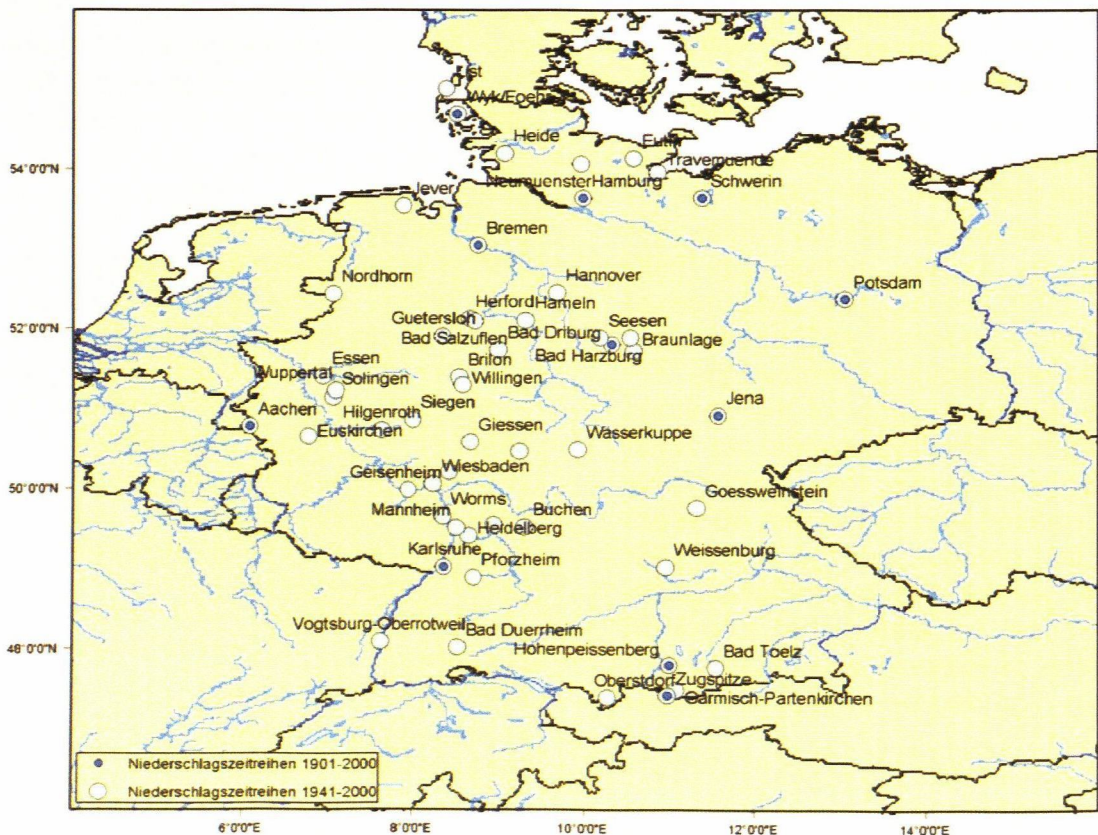 st
Wyk/Foehr
Heide
Eutin
54°0'0"N
Travemuende
Neumuenster
Hamburg
Schwerin
Jever
Bremen
Nordhorn
Hannover
Potsdam
Herford
Hameln
52°0'0"N
Guetersloh
Seesen
Bad Salzuflen
Bad Driburg
Braunlage
Essen
Brilon
Bad Harzburg
Wuppertal
Solingen
Willingen
Aachen
Hilgenroth
Siegen
Jena
Euskirchen
Giessen
Wasserkuppe
Geisenheim
Wiesbaden
50°0'0"N
Goessweinstein
Mannheim
Worms
Buchen
Heidelberg
Karlsruhe
Pforzheim
Weissenburg
Vogtsburg-Oberrotweil
Bad Duerrheim
48°0'0"N
Hohenpeissenberg
Bad Toelz
Oberstdorf
Zugspitze
Garmisch-Partenkirchen
Niederschlagszeitreihen 1901-2000
Niederschlagszeitreihen 1941-2000
6°0'0"E
8°0'0"E
10°0'0"E
12°0'0"E
14°0'0"E